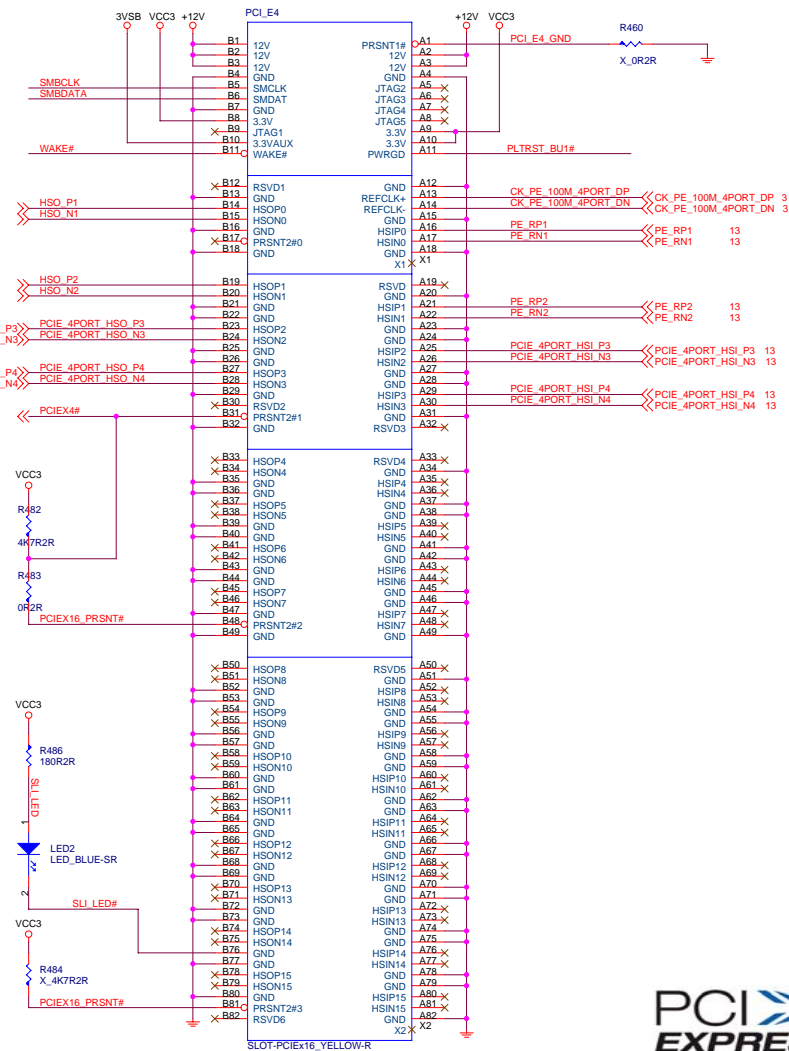 PCI_E4
3VSB VCC3 +12V +12V VCC3
B1 12V PRSNT1# A1 PCI_E4_GND R460
B2 12V 12V A2
B3 12V 12V A3 X_0R2R
B4 GND GND A4
SMBCLK B5 SMCLK JTAG2 A5
SMBDATA B6 SMDAT JTAG3 A6
B7 GND JTAG4 A7
B8 3.3V JTAG5 A8
B9 JTAG1 3.3V A9
B10 3.3VAUX 3.3V A10
WAKE# B11 WAKE# PWRGD A11 PLTRST_BU1#
B12 RSVD1 GND A12
B13 GND REFCLK+ A13 CK_PE_100M_4PORT_DP CK_PE_100M_4PORT_DP 3
HSO_P1 B14 HSOP0 REFCLK- A14 CK_PE_100M_4PORT_DN CK_PE_100M_4PORT_DN 3
HSO_N1 B15 HSON0 GND A15
B16 GND HSIP0 A16 PE_RP1 PE_RP1 13
B17 PRSNT2#0 HSIN0 A17 PE_RN1 PE_RN1 13
B18 GND GND A18
X1 X1
HSO_P2 B19 HSOP1 RSVD A19
HSO_N2 B20 HSON1 GND A20
B21 GND HSIP1 A21 PE_RP2 PE_RP2 13
B22 GND HSIN1 A22 PE_RN2 PE_RN2 13
_P3 PCIE_4PORT_HSO_P3 B23 HSOP2 GND A23
_N3 PCIE_4PORT_HSO_N3 B24 HSON2 GND A24
B25 GND HSIP2 A25 PCIE_4PORT_HSI_P3 PCIE_4PORT_HSI_P3 13
B26 GND HSIN2 A26 PCIE_4PORT_HSI_N3 PCIE_4PORT_HSI_N3 13
_P4 PCIE_4PORT_HSO_P4 B27 HSOP3 GND A27
_N4 PCIE_4PORT_HSO_N4 B28 HSON3 GND A28
B29 GND HSIP3 A29 PCIE_4PORT_HSI_P4 PCIE_4PORT_HSI_P4 13
B30 RSVD2 HSIN3 A30 PCIE_4PORT_HSI_N4 PCIE_4PORT_HSI_N4 13
PCIEX4# B31 PRSNT2#1 GND A31
B32 GND RSVD3 A32
B33 HSOP4 RSVD4 A33
B34 HSON4 GND A34
VCC3 B35 GND HSIP4 A35
B36 GND HSIN4 A36
B37 HSOP5 GND A37
R482 B38 HSON5 GND A38
B39 GND HSIP5 A39
4K7R2R B40 GND HSIN5 A40
B41 HSOP6 GND A41
B42 HSON6 GND A42
R483 B43 GND HSIP6 A43
B44 GND HSIN6 A44
B45 HSOP7 GND A45
0R2R B46 HSON7 GND A46
B47 GND HSIP7 A47
PCIEX16_PRSNT# B48 PRSNT2#2 HSIN7 A48
B49 GND GND A49
B50 HSOP8 RSVD5 A50
B51 HSON8 GND A51
B52 GND HSIP8 A52
B53 GND HSIN8 A53
VCC3 B54 HSOP9 GND A54
B55 HSON9 GND A55
B56 GND HSIP9 A56
B57 GND HSIN9 A57
R486 B58 HSOP10 GND A58
180R2R B59 HSON10 GND A59
B60 GND HSIP10 A60
SLI_LED B61 GND HSIN10 A61
B62 HSOP11 GND A62
B63 HSON11 GND A63
1 B64 GND HSIP11 A64
B65 GND HSIN11 A65
LED2 B66 HSOP12 GND A66
LED_BLUE-SR B67 HSON12 GND A67
B68 GND HSIP12 A68
B69 GND HSIN12 A69
2 B70 HSOP13 GND A70
B71 HSON13 GND A71
SLI_LED# B72 GND HSIP13 A72
B73 GND HSIN13 A73
VCC3 B74 HSOP14 GND A74
B75 HSON14 GND A75
B76 GND HSIP14 A76
R484 B77 GND HSIN14 A77
X_4K7R2R B78 HSOP15 GND A78
B79 HSON15 GND A79
B80 GND HSIP15 A80
PCIEX16_PRSNT# B81 PRSNT2#3 HSIN15 A81
B82 RSVD6 GND A82
X2 X2
SLOT-PCIEx16_YELLOW-R
PCI
EXPRE